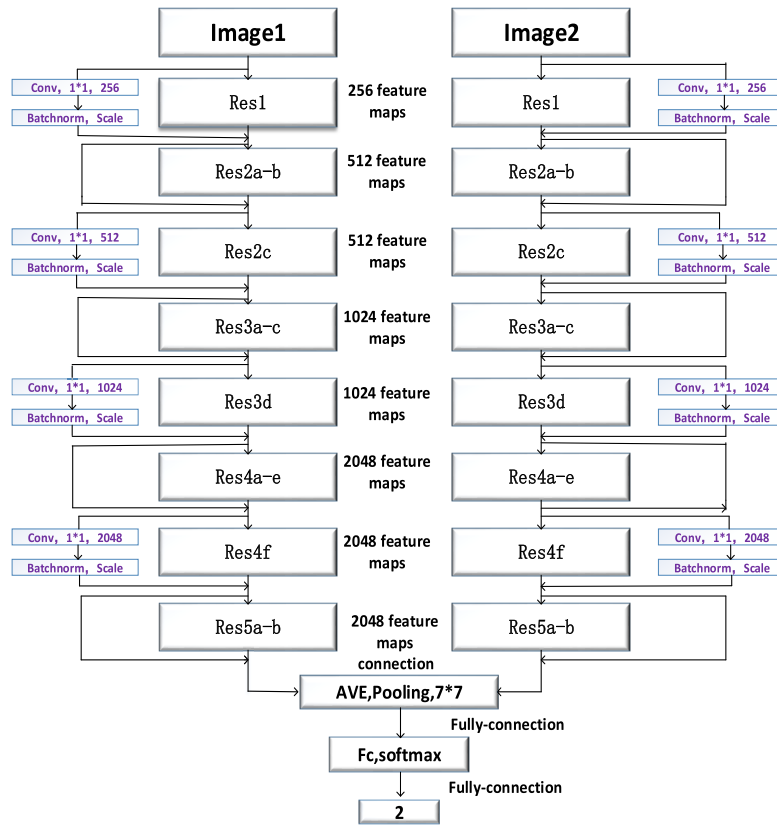 Image1
Image2
Conv, 1*1, 256
Batchnorm, Scale
Res1
256 feature
maps
Res1
Conv, 1*1, 256
Batchnorm, Scale
Res2a-b
512 feature
maps
Res2a-b
Conv, 1*1, 512
Batchnorm, Scale
Res2c
512 feature
maps
Res2c
Conv, 1*1, 512
Batchnorm, Scale
Res3a-c
1024 feature
maps
Res3a-c
Conv, 1*1, 1024
Batchnorm, Scale
Res3d
1024 feature
maps
Res3d
Conv, 1*1, 1024
Batchnorm, Scale
Res4a-e
2048 feature
maps
Res4a-e
Conv, 1*1, 2048
Batchnorm, Scale
Res4f
2048 feature
maps
Res4f
Conv, 1*1, 2048
Batchnorm, Scale
Res5a-b
2048 feature
maps
connection
Res5a-b
AVE,Pooling,7*7
Fully-connection
Fc,softmax
Fully-connection
2